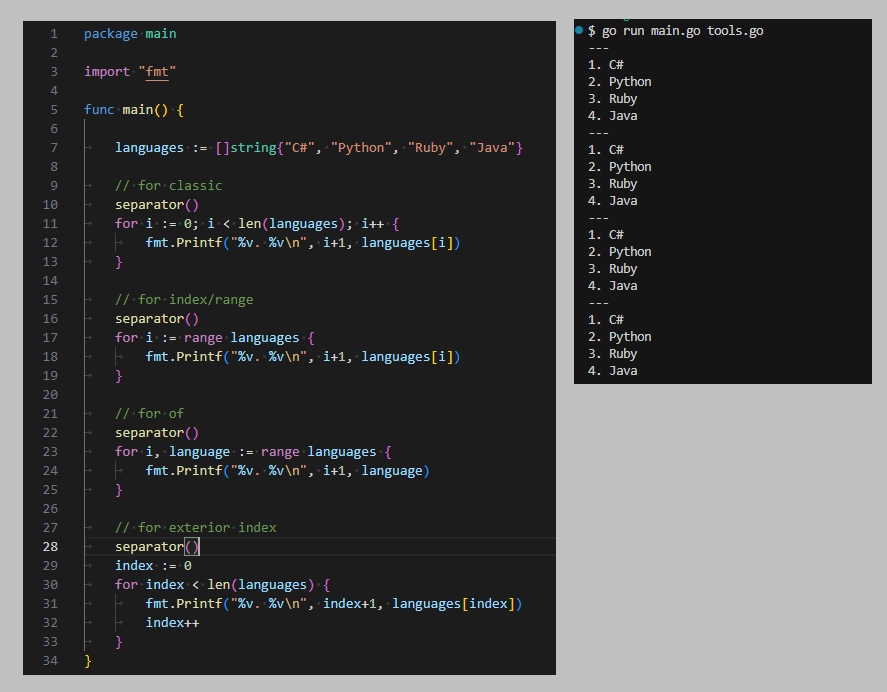 1 package main
2
3 import "fmt"
4
5 func main() {
6
7 languages := []string{"C#", "Python", "Ruby", "Java"}
8
9 // for classic
10 separator()
11 for i := 0; i < len(languages); i++ {
12 fmt.Printf("%v. %v\n", i+1, languages[i])
13 }
14
15 // for index/range
16 separator()
17 for i := range languages {
18 fmt.Printf("%v. %v\n", i+1, languages[i])
19 }
20
21 // for of
22 separator()
23 for i, language := range languages {
24 fmt.Printf("%v. %v\n", i+1, language)
25 }
26
27 // for exterior index
28 separator()
29 index := 0
30 for index < len(languages) {
31 fmt.Printf("%v. %v\n", index+1, languages[index])
32 index++
33 }
34 }
$ go run main.go tools.go
---
1. C#
2. Python
3. Ruby
4. Java
---
1. C#
2. Python
3. Ruby
4. Java
---
1. C#
2. Python
3. Ruby
4. Java
---
1. C#
2. Python
3. Ruby
4. Java